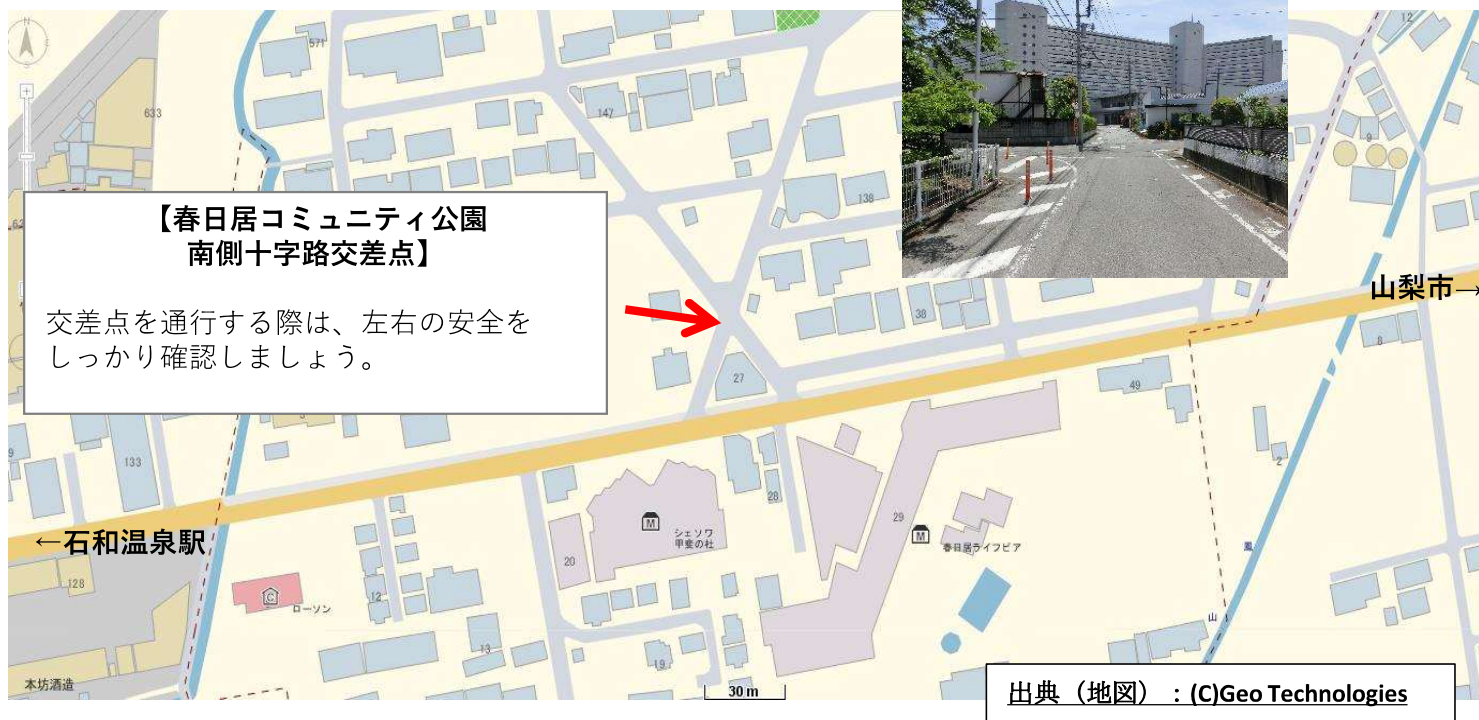 【春日居コミュニティ公園
南側十字路交差点】
交差点を通行する際は、左右の安全を
しっかり確認しましょう。
山梨市→
←石和温泉駅
571
633
147
12
9
138
38
8
27
49
133
2
28
29
20
シェソワ
甲斐の杜
春日居ライフピア
鳳
山
128
12
ローソン
13
19
本坊酒造
30 m
出典（地図）：(C)Geo Technologies